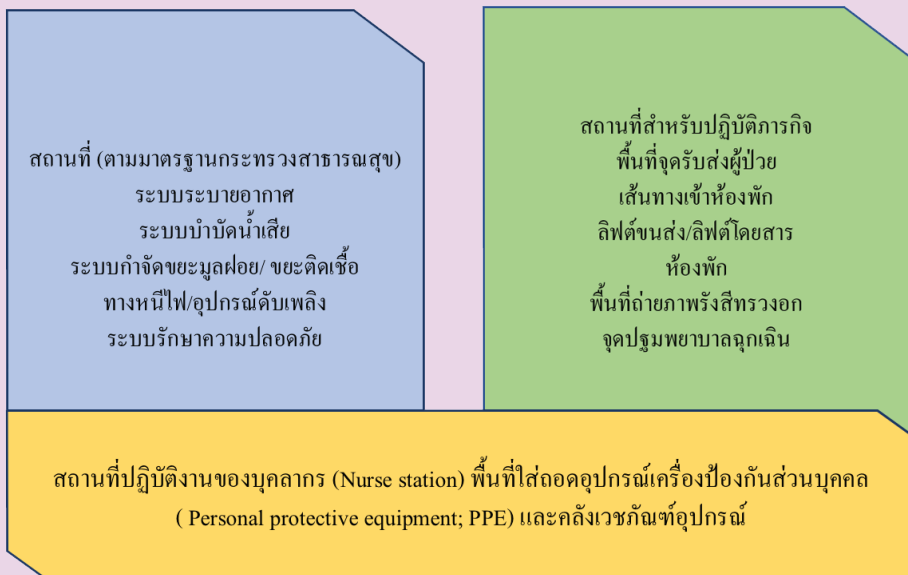 สถานที่ (ตามมาตรฐานกระทรวงสาธารณสุข)
ระบบระบายอากาศ
ระบบบำบัดน้ำเสีย
ระบบกำจัดขยะมูลฝอย/ ขยะติดเชื้อ
ทางหนีไฟ/อุปกรณ์ดับเพลิง
ระบบรักษาความปลอดภัย
สถานที่สำหรับปฏิบัติภารกิจ
พื้นที่จุดรับส่งผู้ป่วย
เส้นทางเข้าห้องพัก
ลิฟต์ขนส่ง/ลิฟต์โดยสาร
ห้องพัก
พื้นที่ถ่ายภาพรังสีทรวงอก
จุดปฐมพยาบาลฉุกเฉิน
สถานที่ปฏิบัติงานของบุคลากร (Nurse station) พื้นที่ใส่ถอดอุปกรณ์เครื่องป้องกันส่วนบุคคล
( Personal protective equipment; PPE) และคลังเวชภัณฑ์อุปกรณ์